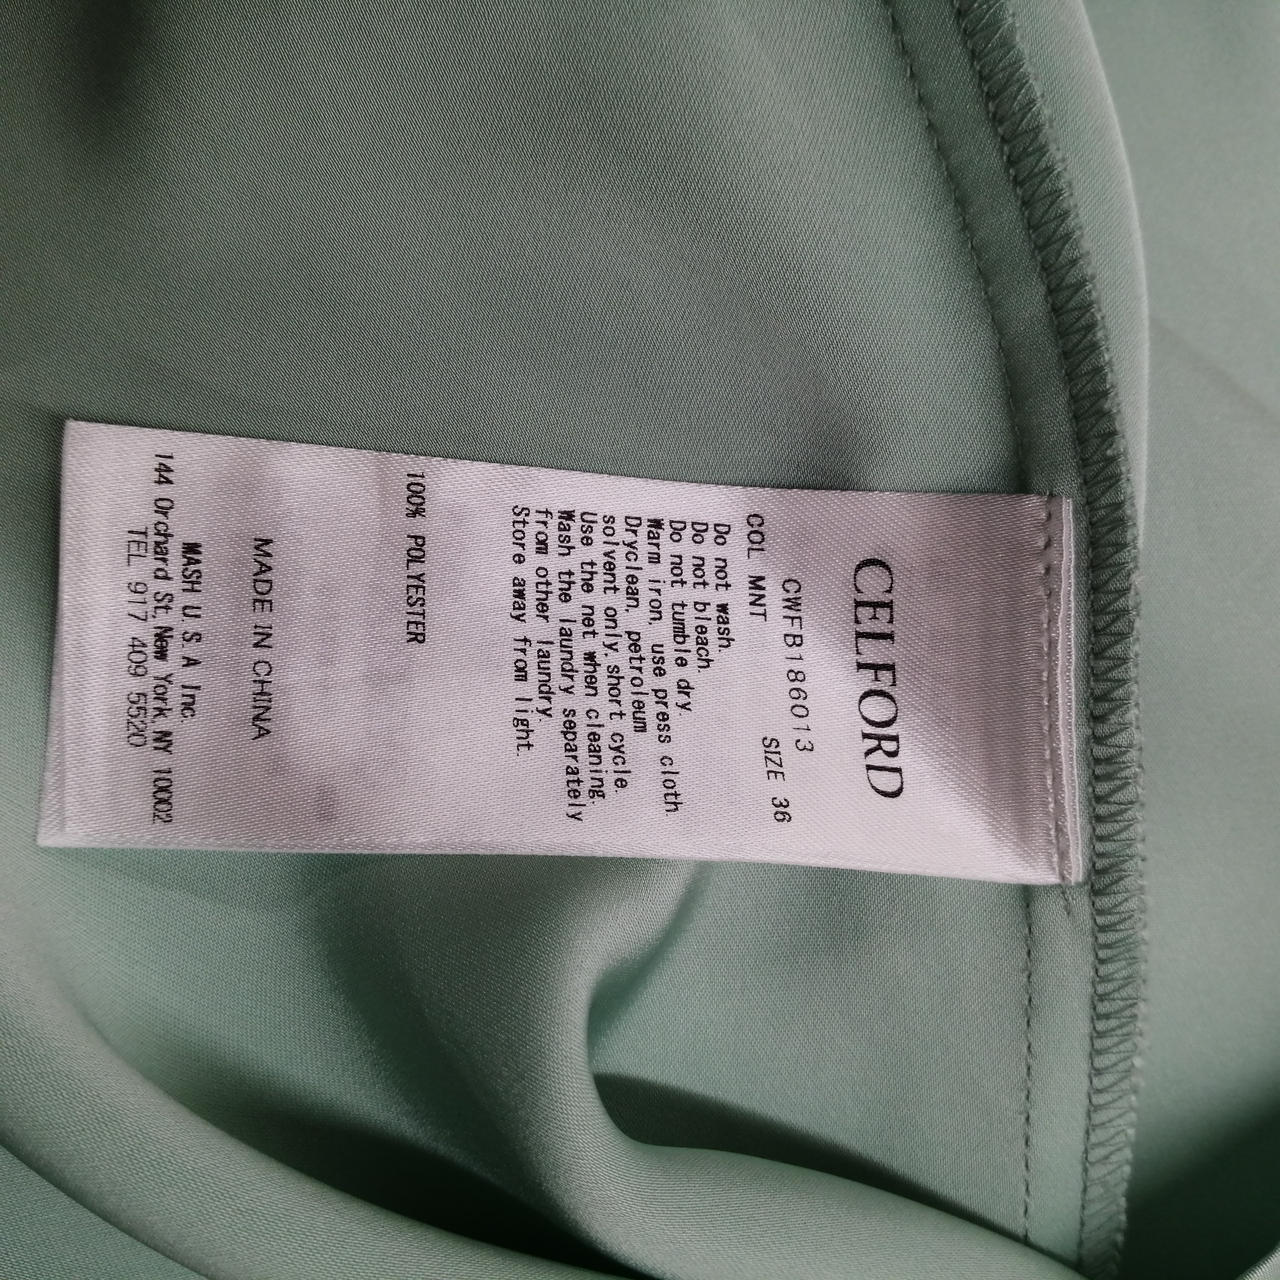 CELFORD
CWFB186013
COL MNT SIZE 36
Do not wash.
Do not bleach.
Do not tumble dry.
Warm iron, use press cloth.
Dryclean, petroleum
solvent only, short cycle.
Use the net when cleaning.
Wash the laundry separately
from other laundry.
Store away from light.
100% POLYESTER
MADE IN CHINA
MASH U.S.A Inc.
144 Orchard St. New York, NY 10002
TEL 917 409 5520